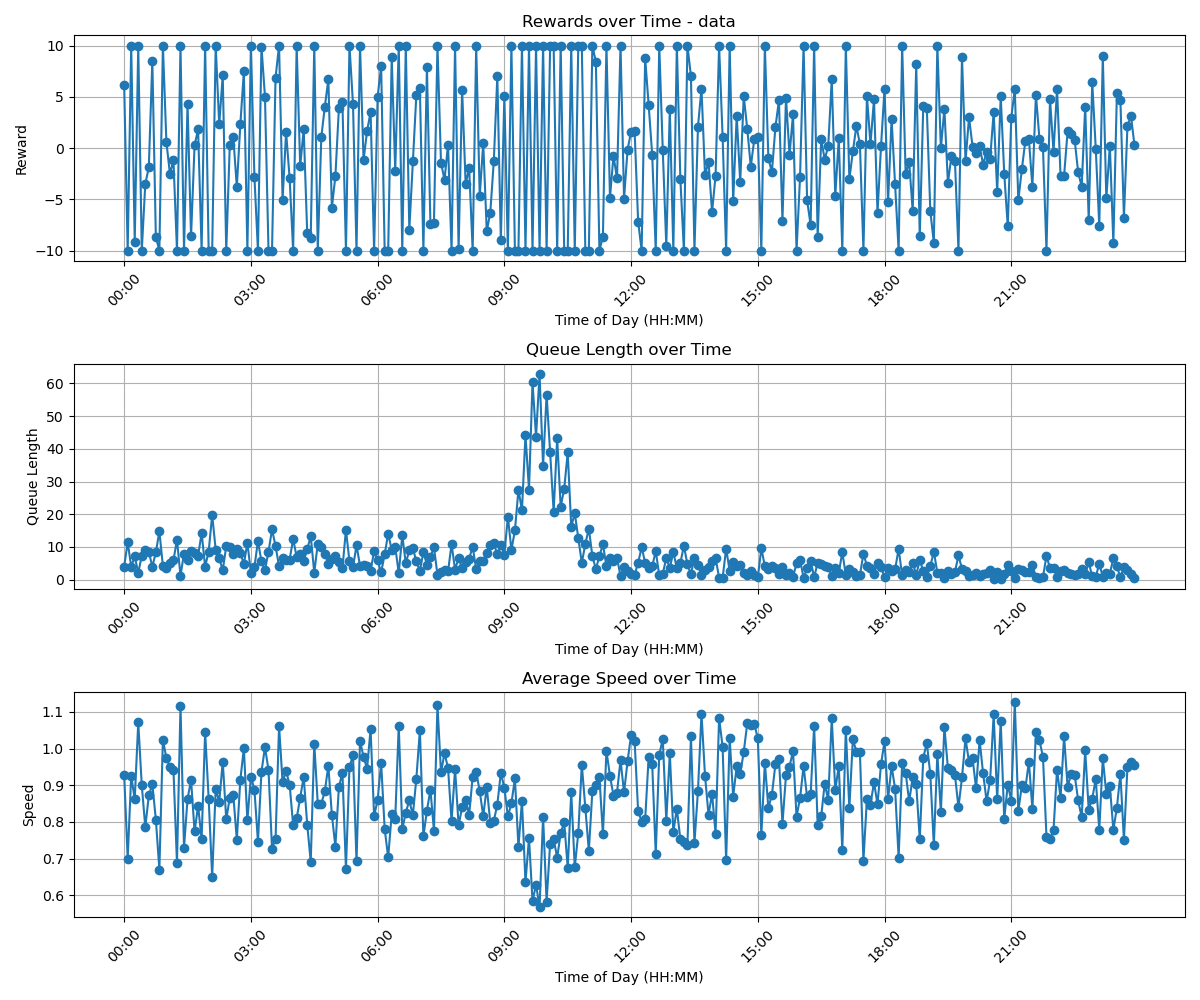 Rewards over Time - data
10
5
0
−5
−10
Reward
00:00 03:00 06:00 09:00 12:00 15:00 18:00 21:00
Time of Day (HH:MM)
Queue Length over Time
60
50
40
30
20
10
0
Queue Length
00:00 03:00 06:00 09:00 12:00 15:00 18:00 21:00
Time of Day (HH:MM)
Average Speed over Time
1.1
1.0
0.9
0.8
0.7
0.6
Speed
00:00 03:00 06:00 09:00 12:00 15:00 18:00 21:00
Time of Day (HH:MM)